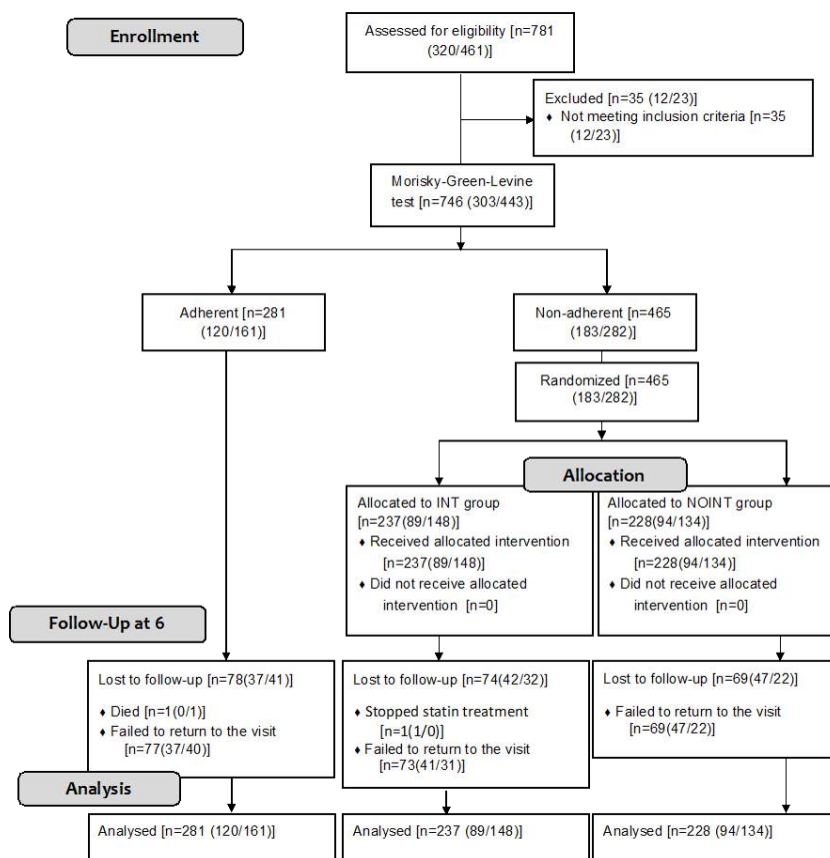 Enrollment
Assessed for eligibility [n=781
(320/461)]
Excluded [n=35 (12/23)]
♦ Not meeting inclusion criteria [n=35
(12/23)]
Morisky-Green-Levine
test [n=746 (303/443)]
Adherent [n=281
(120/161)]
Non-adherent [n=465
(183/282)]
Randomized [n=465
(183/282)]
Allocation
Allocated to INT group
[n=237(89/148)]
♦ Received allocated intervention
[n=237(89/148)]
♦ Did not receive allocated
intervention [n=0]
Allocated to NOINT group
[n=228(94/134)]
♦ Received allocated intervention
[n=228(94/134)]
♦ Did not receive allocated
intervention [n=0]
Follow-Up at 6
Lost to follow-up [n=78(37/41)]
♦ Died [n=1(0/1)]
♦ Failed to return to the visit
[n=77(37/40)]
Lost to follow-up [n=74(42/32)]
♦ Stopped statin treatment
[n=1(1/0)]
♦ Failed to return to the visit
[n=73(41/31)]
Lost to follow-up [n=69(47/22)]
♦ Failed to return to the visit
[n=69(47/22)]
Analysis
Analysed [n=281 (120/161)]
Analysed [n=237 (89/148)]
Analysed [n=228 (94/134)]